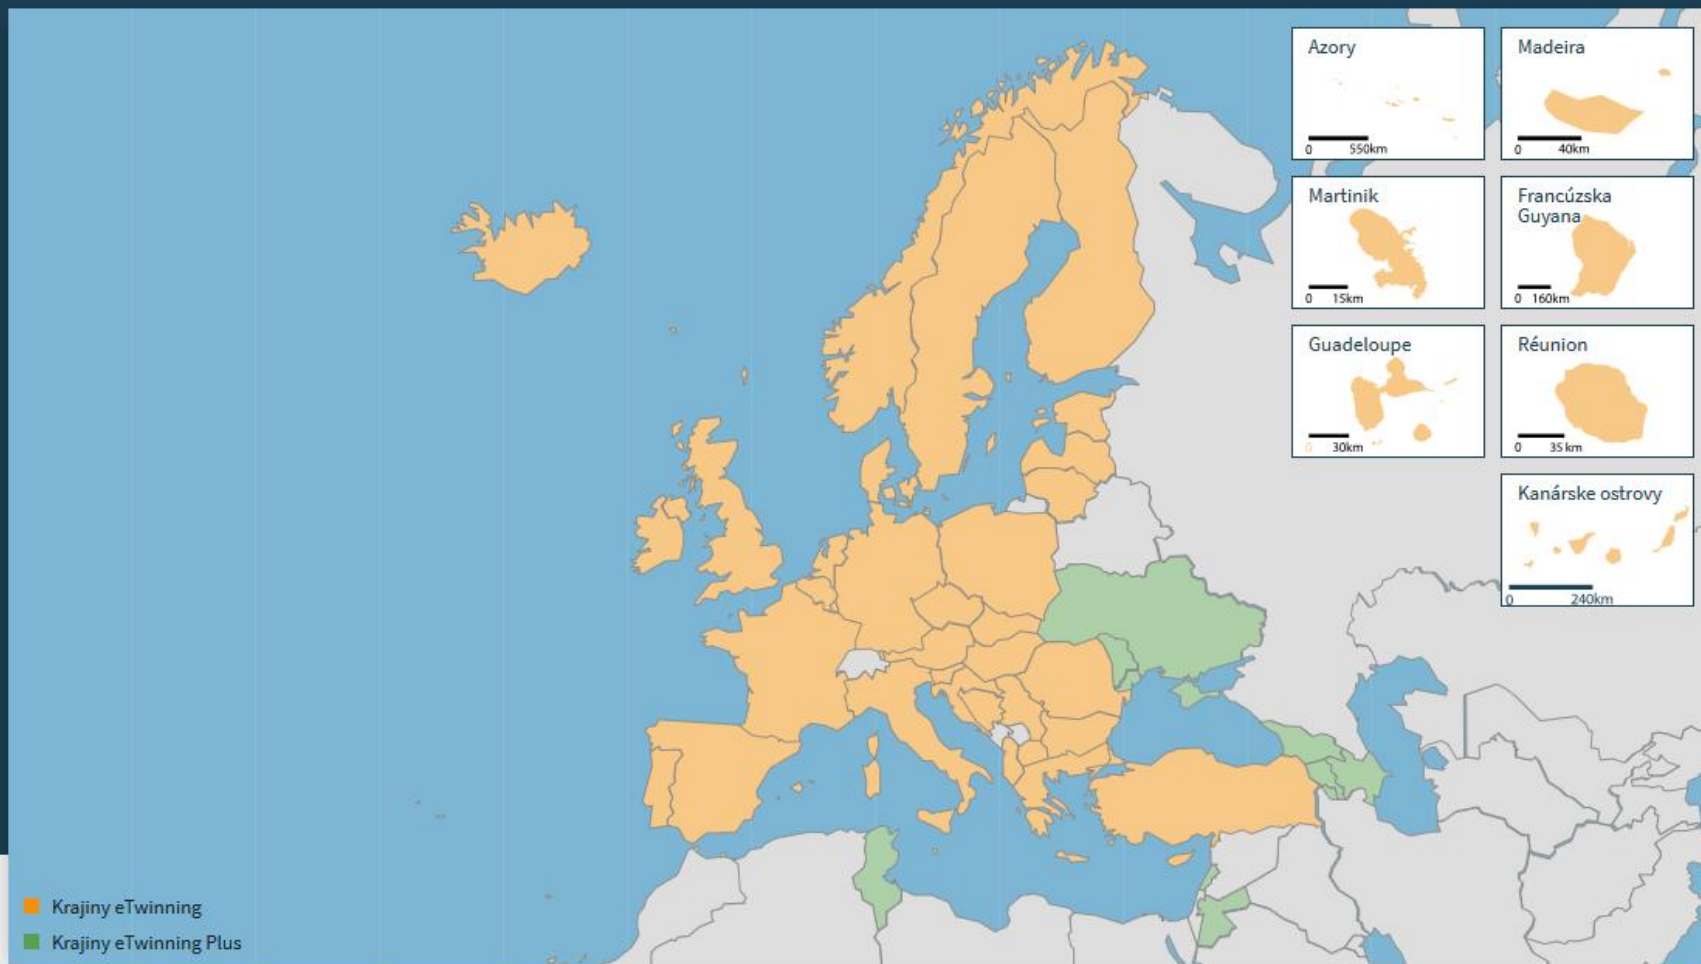 Azory
0 550km
Madeira
0 40km
Martinik
0 15km
Francúzska
Guyana
0 160km
Guadeloupe
0 30km
Réunion
0 35 km
Kanárske ostrovy
0 240km
Krajiny eTwinning
Krajiny eTwinning Plus